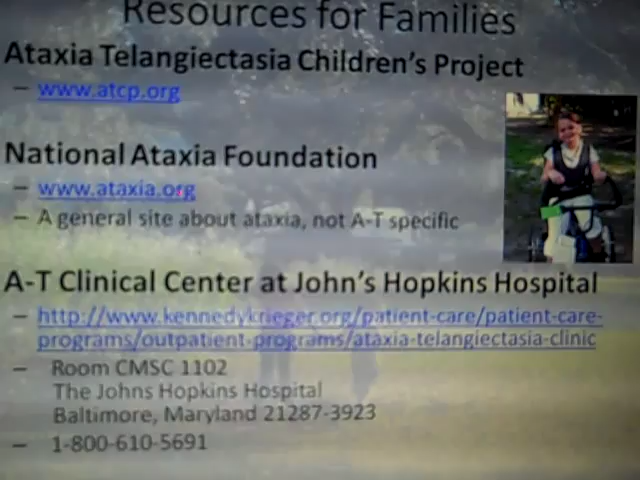 Resources for Families
Ataxia Telangiectasia Children's Project
– www.atcp.org
National Ataxia Foundation
– www.ataxia.org
– A general site about ataxia, not A-T specific
A-T Clinical Center at John's Hopkins Hospital
– http://www.kennedykrieger.org/patient-care/patient-care-
programs/outpatient-programs/ataxia-telangiectasia-clinic
– Room CMSC 1102
The Johns Hopkins Hospital
Baltimore, Maryland 21287-3923
– 1-800-610-5691